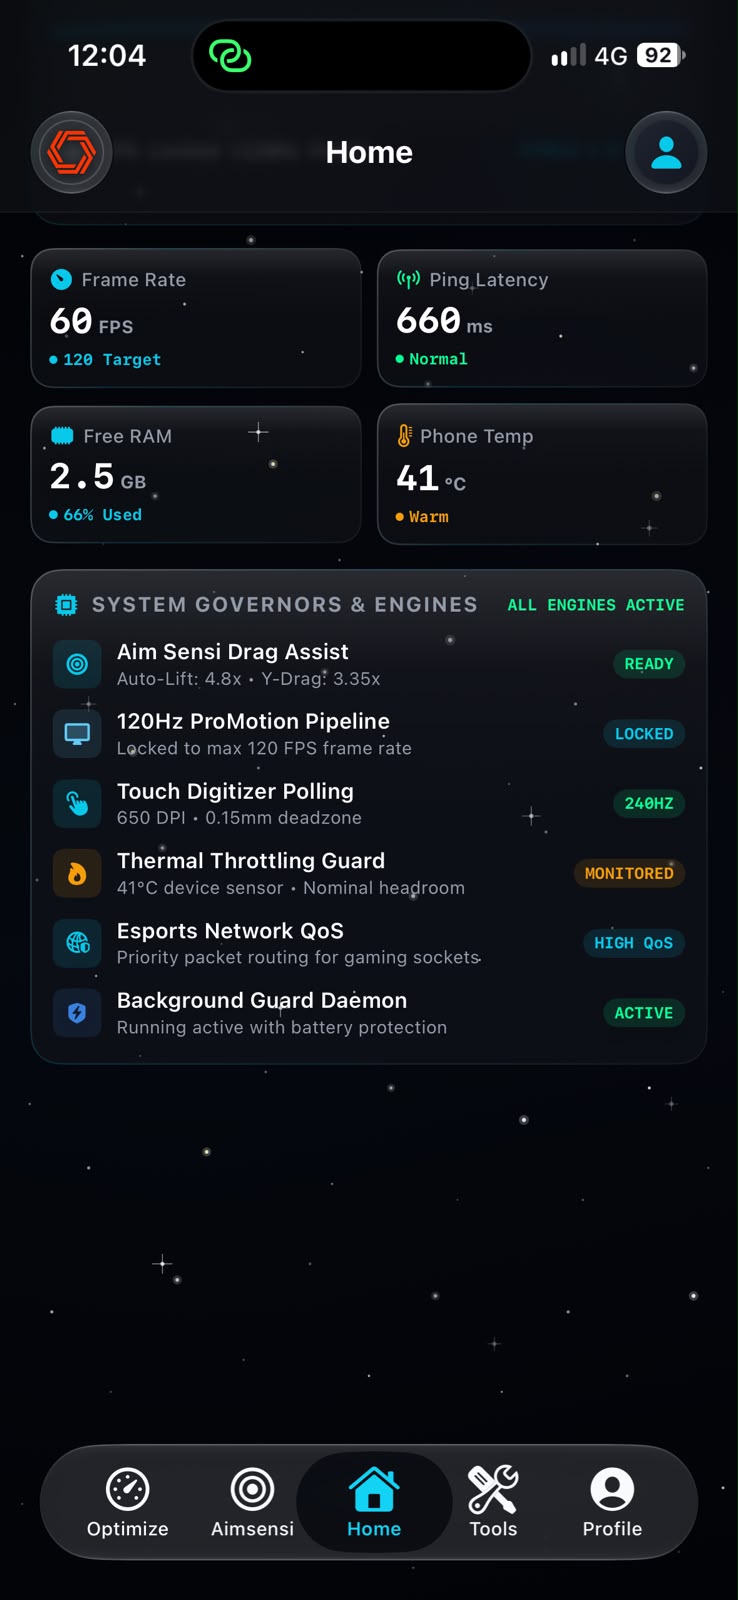 12:04
4G 92
Home
Frame Rate
60 FPS
120 Target
Ping Latency
660 ms
Normal
Free RAM
2.5 GB
66% Used
Phone Temp
41 °C
Warm
SYSTEM GOVERNORS & ENGINES ALL ENGINES ACTIVE
Aim Sensi Drag Assist
Auto-Lift: 4.8x • Y-Drag: 3.35x
READY
120Hz ProMotion Pipeline
Locked to max 120 FPS frame rate
LOCKED
Touch Digitizer Polling
650 DPI • 0.15mm deadzone
240HZ
Thermal Throttling Guard
41°C device sensor • Nominal headroom
MONITORED
Esports Network QoS
Priority packet routing for gaming sockets
HIGH QoS
Background Guard Daemon
Running active with battery protection
ACTIVE
Optimize Aimsensi Home Tools Profile